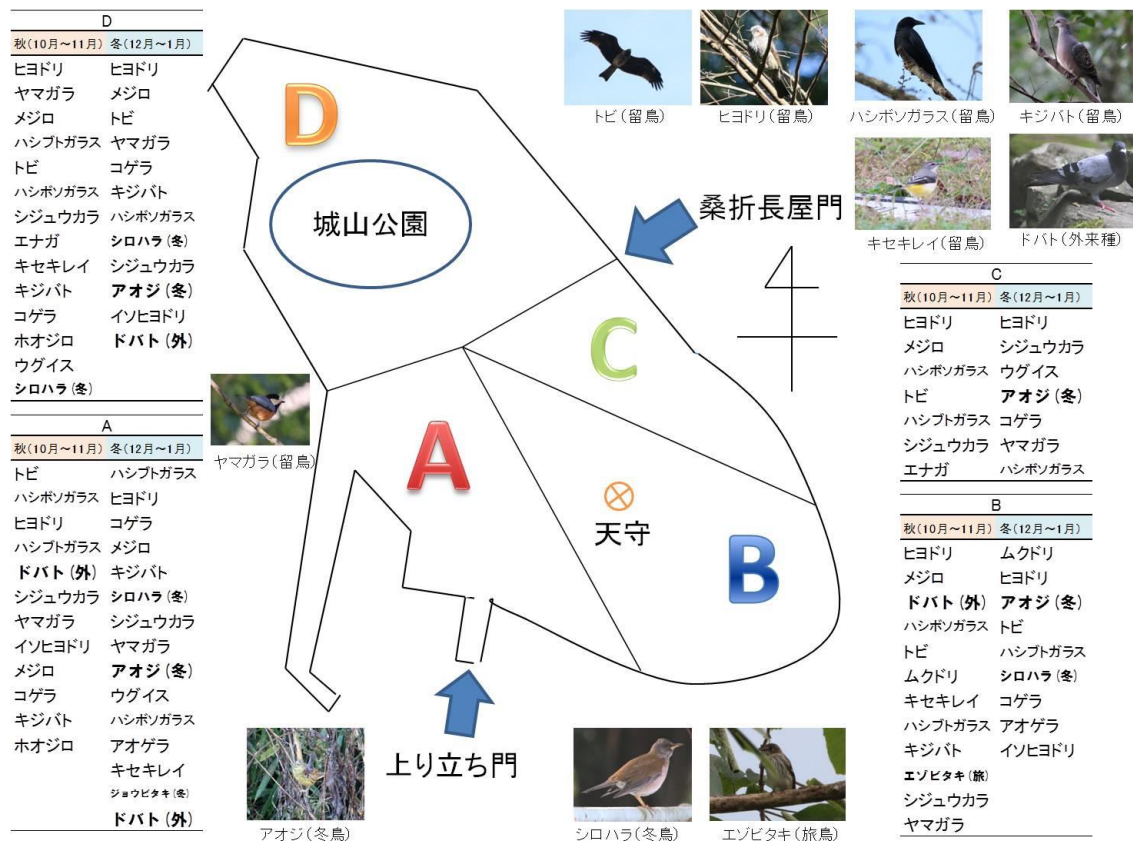 D
秋(10月～11月) 冬(12月～1月)
ヒヨドリ ヒヨドリ
ヤマガラ メジロ
メジロ トビ
ハシブトガラス ヤマガラ
トビ コゲラ
ハシボソガラス キジバト
シジュウカラ ハシボソガラス
エナガ シロハラ(冬)
キセキレイ シジュウカラ
キジバト アオジ(冬)
コゲラ イソヒヨドリ
ホオジロ ドバト(外)
ウグイス
シロハラ(冬)
A
秋(10月～11月) 冬(12月～1月)
トビ ハシブトガラス
ハシボソガラス ヒヨドリ
ヒヨドリ コゲラ
ハシブトガラス メジロ
ドバト(外) キジバト
シジュウカラ シロハラ(冬)
ヤマガラ シジュウカラ
イソヒヨドリ ヤマガラ
メジロ アオジ(冬)
コゲラ ウグイス
キジバト ハシボソガラス
ホオジロ アオゲラ
キセキレイ
ジョウビタキ(冬)
ドバト(外)
D
城山公園
桑折長屋門
C
A
天守
B
上り立ち門
ヤマガラ(留鳥)
アオジ(冬鳥)
シロハラ(冬鳥)
エゾビタキ(旅鳥)
トビ(留鳥)
ヒヨドリ(留鳥)
ハシボソガラス(留鳥)
キジバト(留鳥)
キセキレイ(留鳥)
ドバト(外来種)
C
秋(10月～11月) 冬(12月～1月)
ヒヨドリ ヒヨドリ
メジロ シジュウカラ
ハシボソガラス ウグイス
トビ アオジ(冬)
ハシブトガラス コゲラ
シジュウカラ ヤマガラ
エナガ ハシボソガラス
B
秋(10月～11月) 冬(12月～1月)
ヒヨドリ ムクドリ
メジロ ヒヨドリ
ドバト(外) アオジ(冬)
ハシボソガラス トビ
トビ ハシブトガラス
ムクドリ シロハラ(冬)
キセキレイ コゲラ
ハシブトガラス アオゲラ
キジバト イソヒヨドリ
エゾビタキ(旅)
シジュウカラ
ヤマガラ